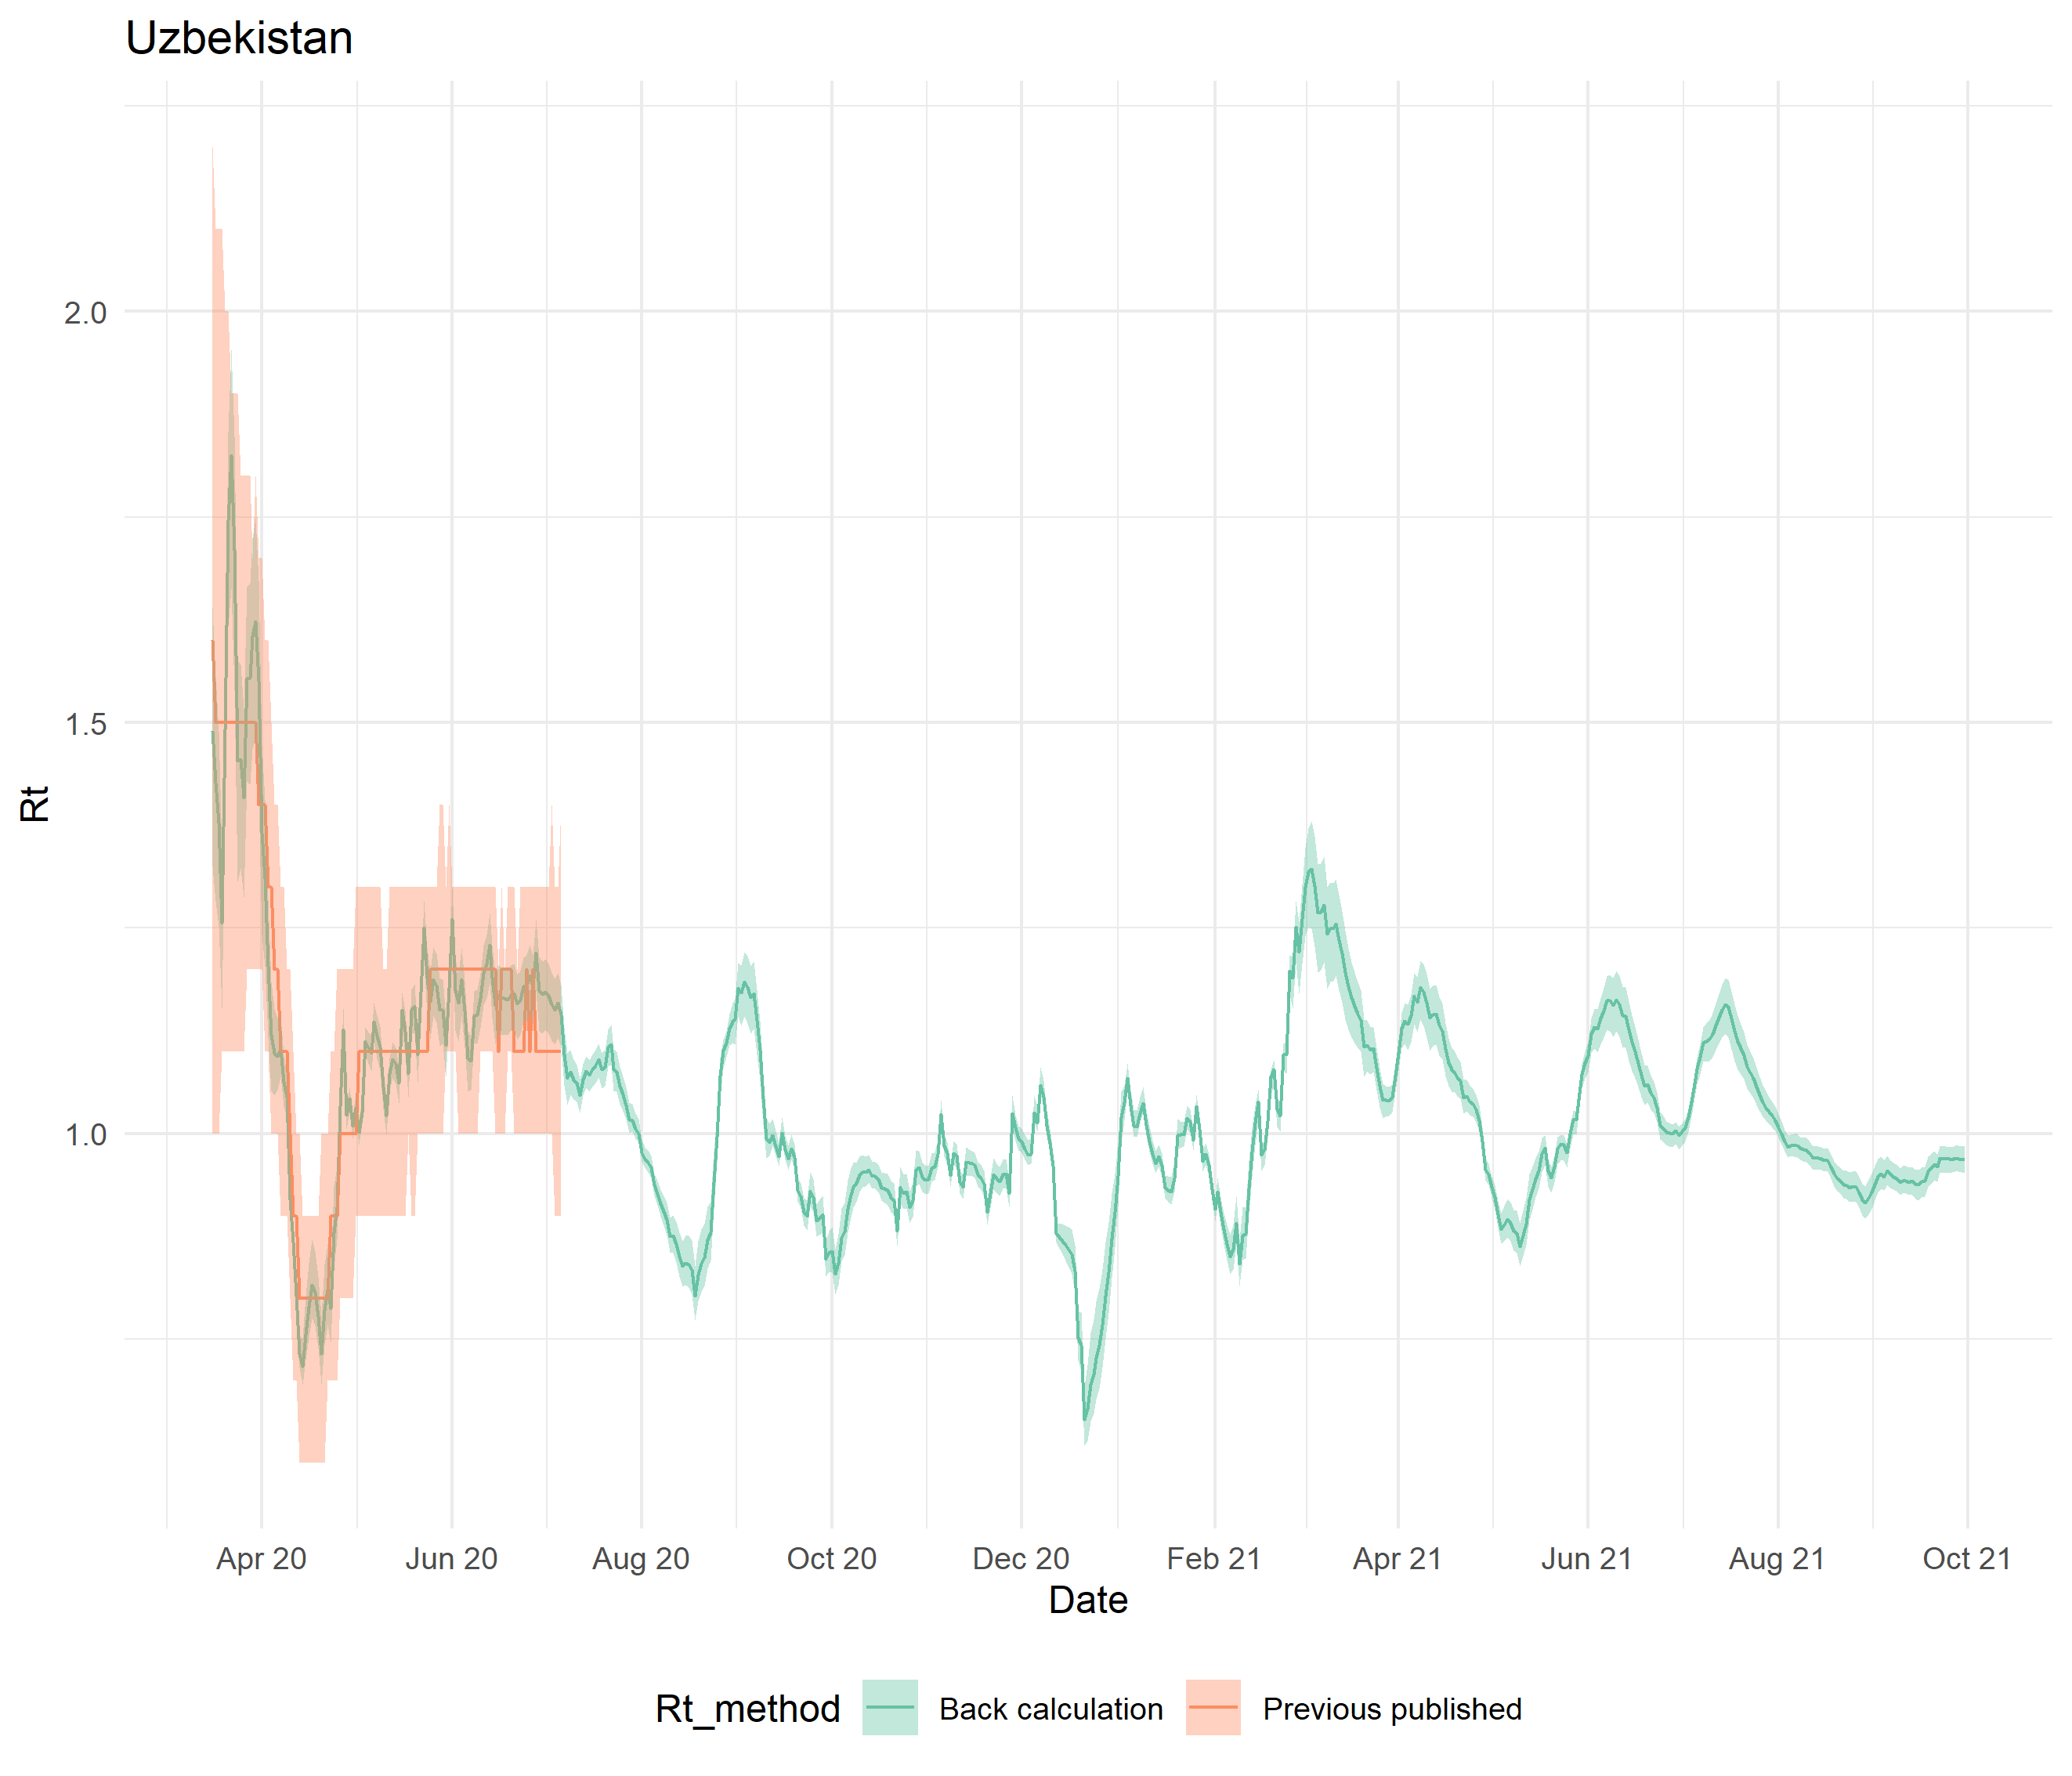 Uzbekistan
2.0
1.5
1.0
Rt
Apr 20 Jun 20 Aug 20 Oct 20 Dec 20 Feb 21 Apr 21 Jun 21 Aug 21 Oct 21
Date
Rt_method Back calculation Previous published